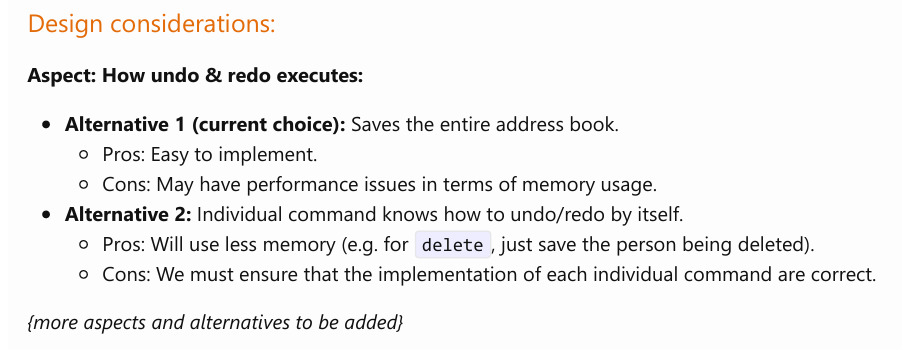 Design considerations:
Aspect: How undo & redo executes:
Alternative 1 (current choice): Saves the entire address book.
Pros: Easy to implement.
Cons: May have performance issues in terms of memory usage.
Alternative 2: Individual command knows how to undo/redo by itself.
Pros: Will use less memory (e.g. for delete, just save the person being deleted).
Cons: We must ensure that the implementation of each individual command are correct.
{more aspects and alternatives to be added}